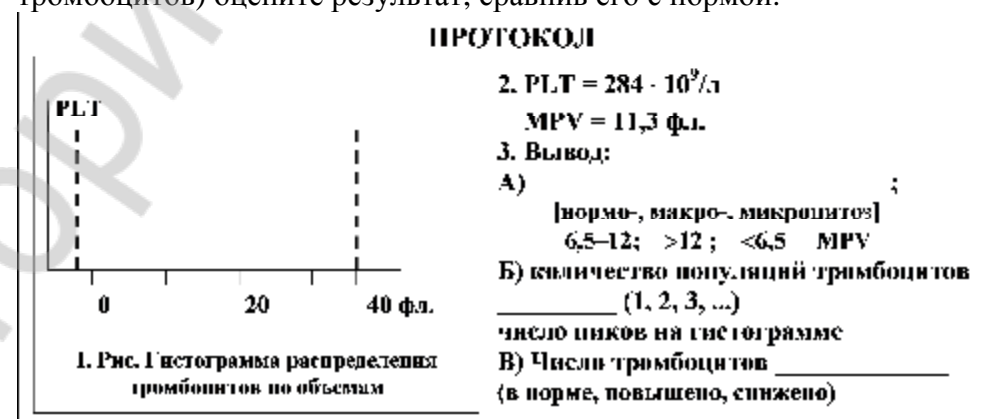 тромбоцитов) оцените результат, сравнив его с нормой.
ПРОТОКОЛ
PLT
0 20 40 фл.
1. Рис. Гистограмма распределения
тромбоцитов по объемам
2. PLT = 284 · 10⁹/л
MPV = 11,3 фл.
3. Вывод:
А) ;
[нормо-, макро-, микроцитоз]
6,5–12; >12 ; <6,5 MPV
Б) количество популяций тромбоцитов
_________ (1, 2, 3, ...)
число пиков на гистограмме
В) Число тромбоцитов _____________
(в норме, повышено, снижено)